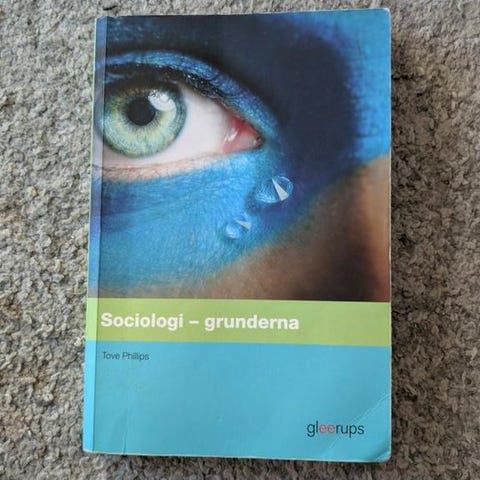 Sociologi – grunderna
Tove Phillips
gleerups